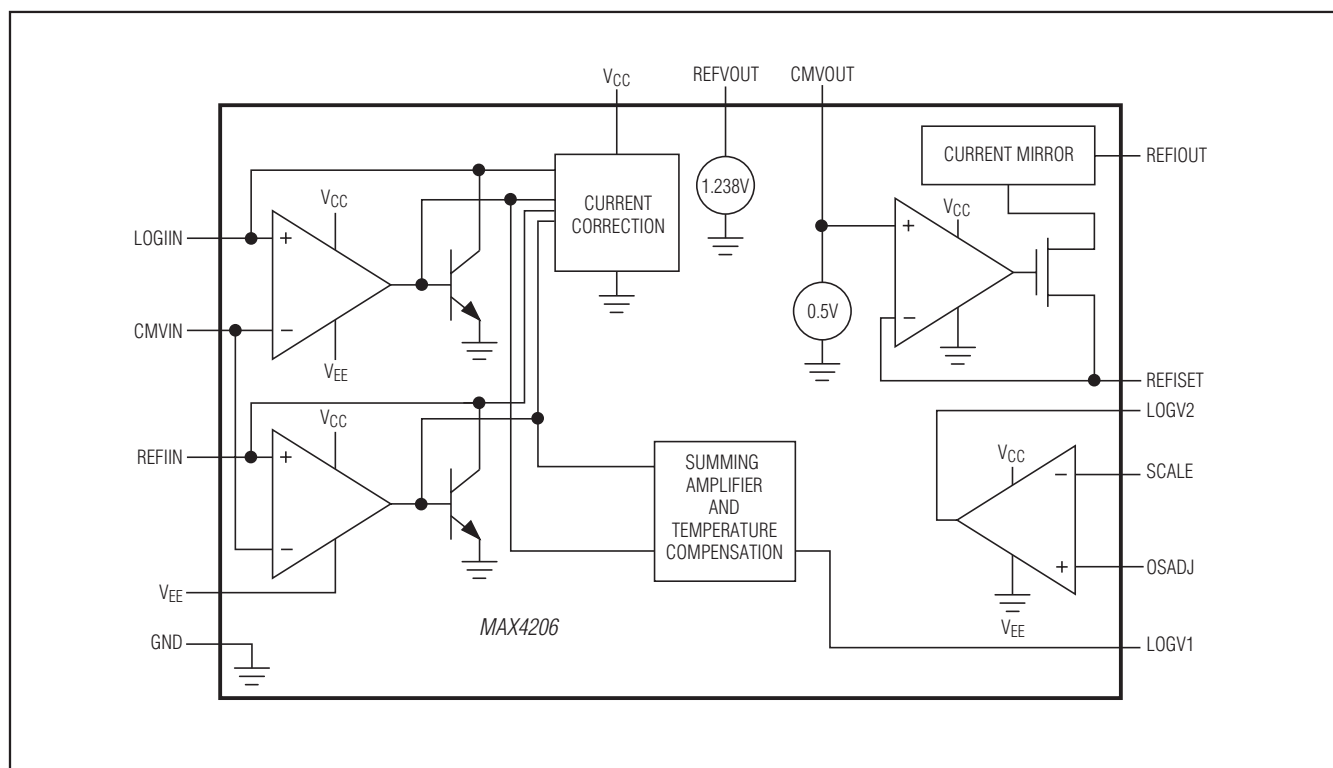 VCC
REFVOUT
CMVOUT
CURRENT MIRROR
REFIOUT
1.238V
CURRENT
CORRECTION
VCC
LOGIIN
+
VCC
+
CMVIN
−
VEE
0.5V
−
REFISET
LOGV2
VCC
REFIIN
+
−
VEE
SUMMING
AMPLIFIER
AND
TEMPERATURE
COMPENSATION
VCC
−
SCALE
+
OSADJ
VEE
MAX4206
GND
LOGV1